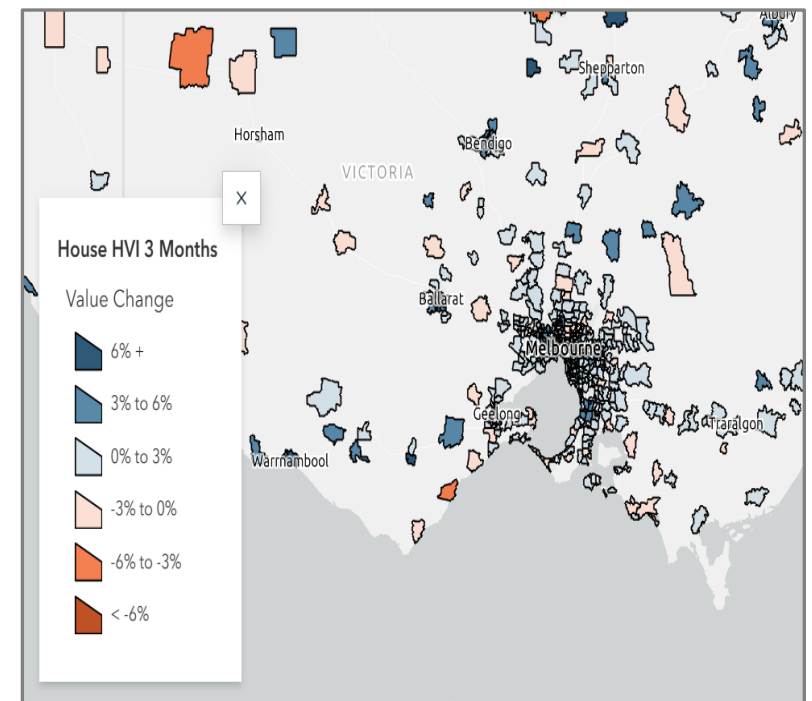 Albury
Shepparton
Horsham
Bendigo
VICTORIA
X
House HVI 3 Months
Value Change
6% +
3% to 6%
0% to 3%
-3% to 0%
-6% to -3%
< -6%
Ballarat
Melbourne
Geelong
Traralgon
Warrnambool